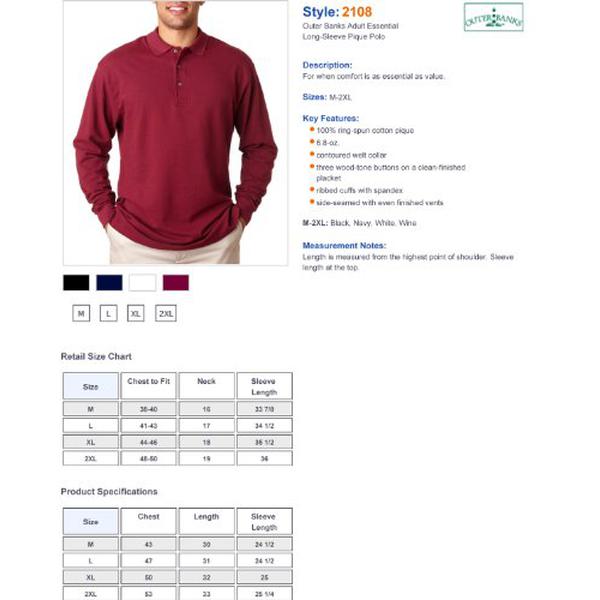 Style: 2108
Outer Banks Adult Essential
Long-Sleeve Pique Polo
OUTER BANKS
Description:
For when comfort is as essential as value.
Sizes: M-2XL
Key Features:
100% ring-spun cotton pique
6.8-oz.
contoured welt collar
three wood-tone buttons on a clean-finished
placket
ribbed cuffs with spandex
side-seamed with even finished vents
M-2XL: Black, Navy, White, Wine
Measurement Notes:
Length is measured from the highest point of shoulder. Sleeve
length at the top.
M L XL 2XL
Retail Size Chart
Size Chest to Fit Neck Sleeve
Length
M 38-40 16 33 7/8
L 41-43 17 34 1/2
XL 44-46 18 35 1/2
2XL 48-50 19 36
Product Specifications
Size Chest Length Sleeve
Length
M 43 30 24 1/2
L 47 31 24 1/2
XL 50 32 25
2XL 53 33 25 1/4